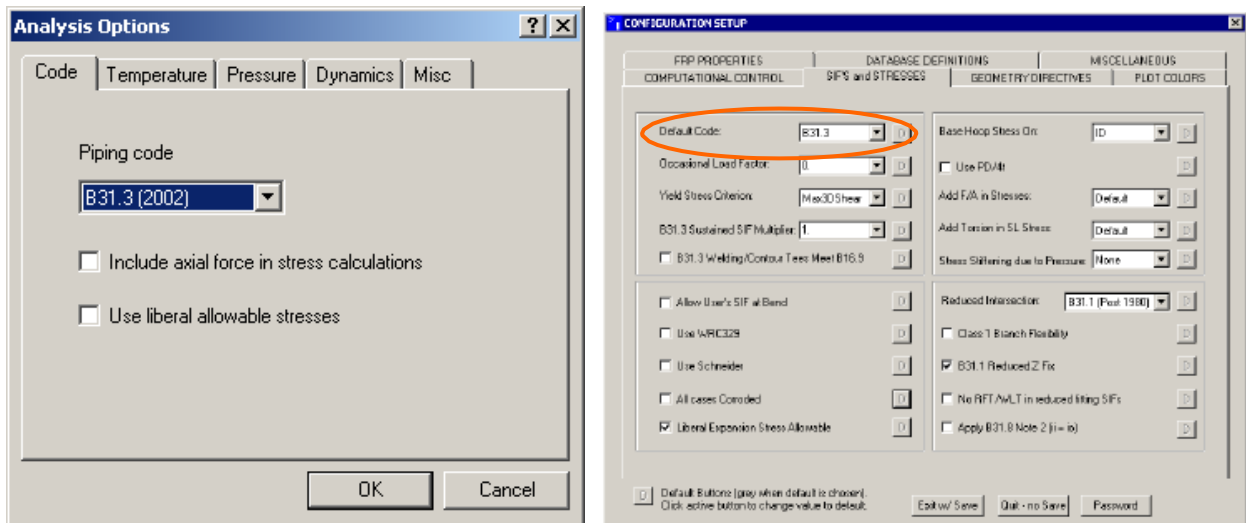 Analysis Options
Code Temperature Pressure Dynamics Misc
Piping code
B31.3 (2002)
Include axial force in stress calculations
Use liberal allowable stresses
OK Cancel
CONFIGURATION SETUP
FRP PROPERTIES DATABASE DEFINITIONS MISCELLANEOUS
COMPUTATIONAL CONTROL SIF'S and STRESSES GEOMETRY DIRECTIVES PLOT COLORS
Default Code: B31.3 D
Occasional Load Factor: 0. D
Yield Stress Criterion: Max3DShear D
B31.3 Sustained SIF Multiplier: 1. D
B31.3 Welding/Contour Tees Meet B16.9 D
Base Hoop Stress On: ID D
Use PD/4t D
Add F/A in Stresses: Default D
Add Torsion in SL Stress: Default D
Stress Stiffening due to Pressure: None D
Allow User's SIF at Bend D
Use WRC329 D
Use Schneider D
All cases Corroded D
Liberal Expansion Stress Allowable D
Reduced Intersection: B31.1 (Post 1980) D
Class 1 Branch Flexibility D
B31.1 Reduced Z Fix D
No RFT/WLT in reduced fitting SIFs D
Apply B31.8 Note 2 (ii = io) D
D Default Buttons (grey when default is chosen).
Click active button to change value to default.
Exit w/ Save Quit - no Save Password